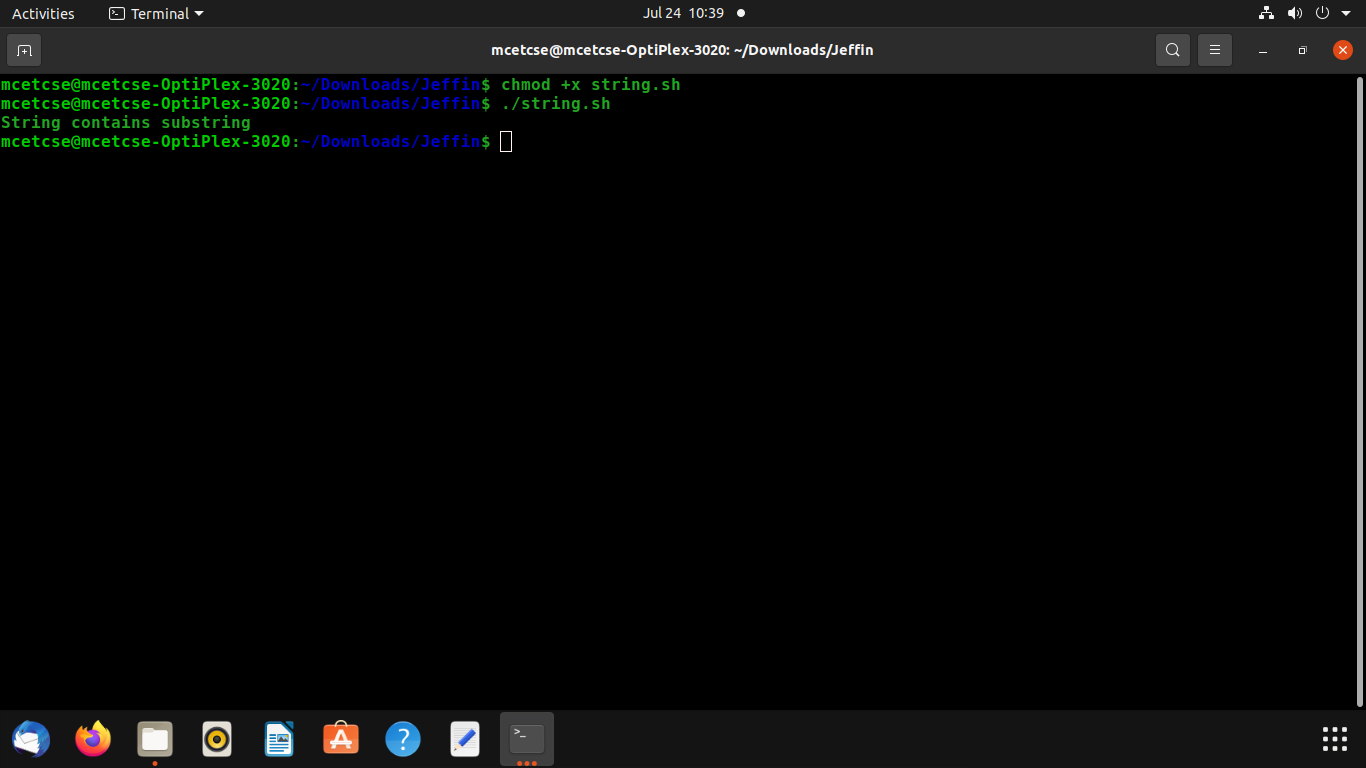 Activities Terminal Jul 24 10:39
mcetcse@mcetcse-OptiPlex-3020: ~/Downloads/Jeffin
mcetcse@mcetcse-OptiPlex-3020:~/Downloads/Jeffin$ chmod +x string.sh
mcetcse@mcetcse-OptiPlex-3020:~/Downloads/Jeffin$ ./string.sh
String contains substring
mcetcse@mcetcse-OptiPlex-3020:~/Downloads/Jeffin$